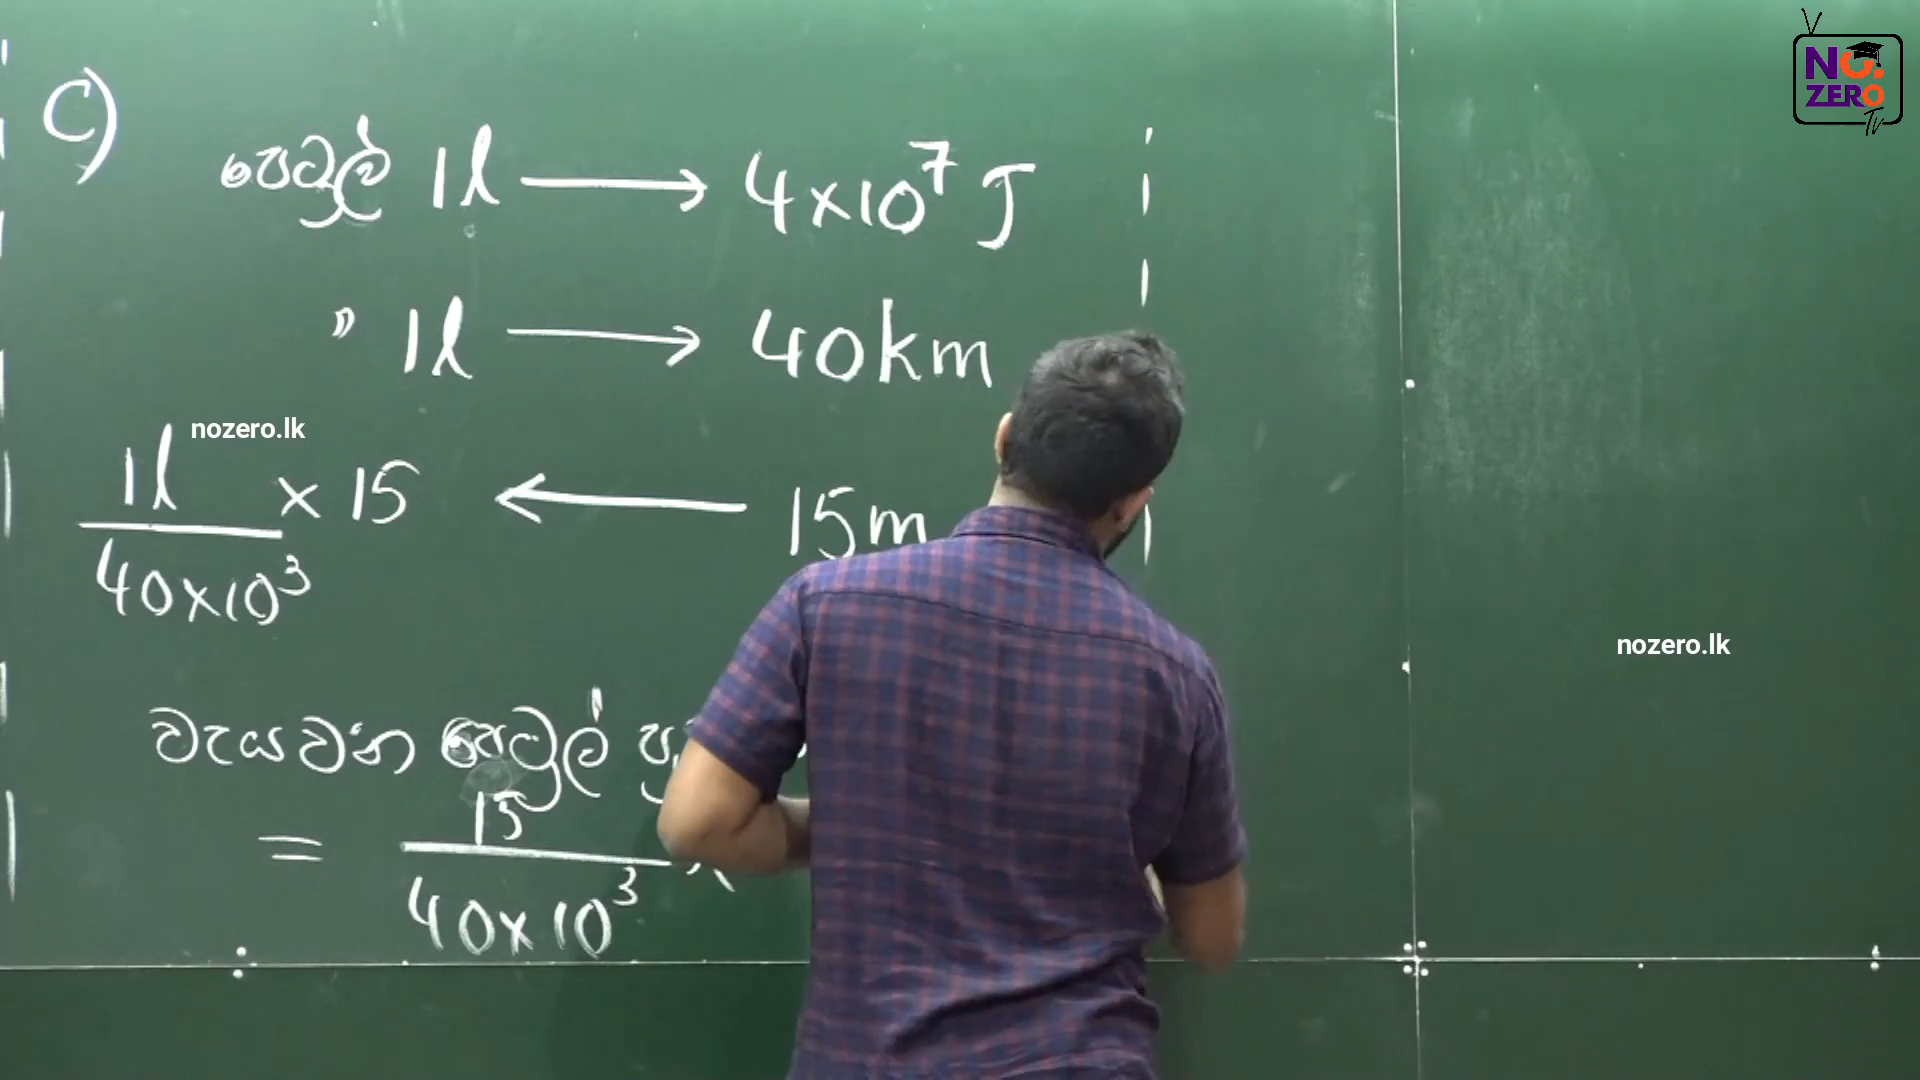 C)
පෙට්‍රල් 1l → 4×10⁷ J
" 1l → 40km
1l / 40×10³ × 15 ← 15m
වැයවන පෙට්‍රල්
= 15 / 40×10³ ×
nozero.lk
nozero.lk
NO. ZERO Tv